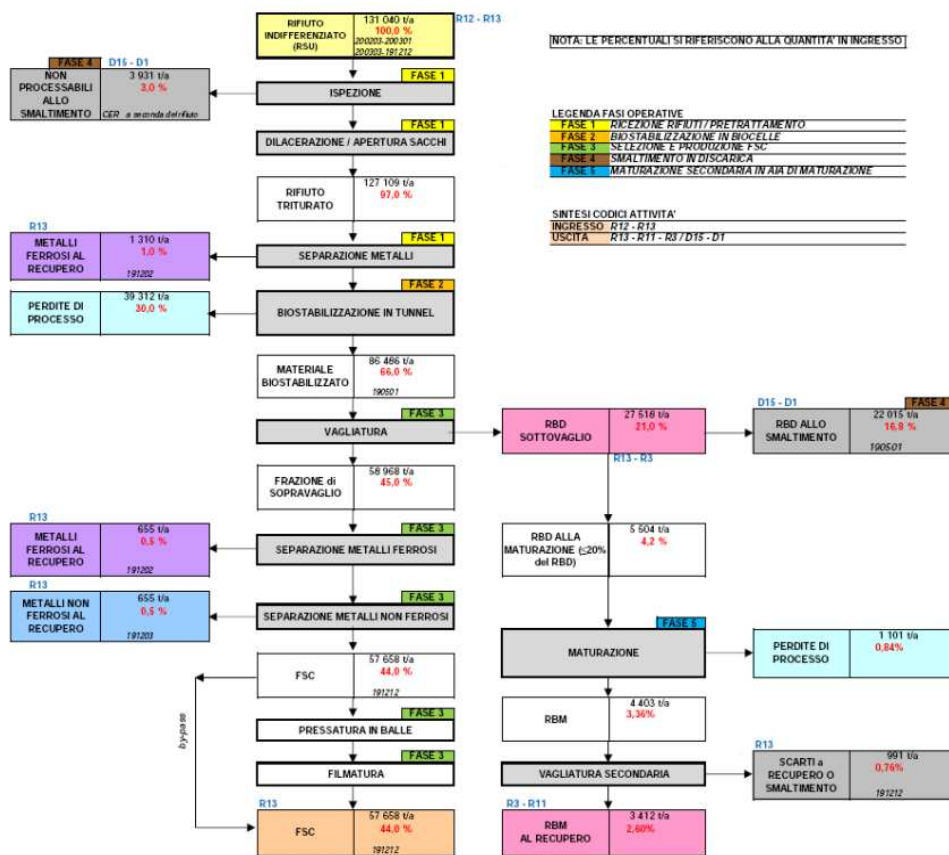 RIFIUTO
INDIFFERENZIATO
(RSU)
131 040 t/a
100,0 %
200203-200301
200303-191212
R12 - R13
NOTA: LE PERCENTUALI SI RIFERISCONO ALLA QUANTITA' IN INGRESSO
FASE 4
D15 - D1
NON
PROCESSABILI
ALLO
SMALTIMENTO
3 931 t/a
3,0 %
CER a seconda del rifiuto
FASE 1
ISPEZIONE
FASE 1
DILACERAZIONE / APERTURA SACCHI
LEGENDA FASI OPERATIVE
FASE 1 RICEZIONE RIFIUTI / PRETRATTAMENTO
FASE 2 BIOSTABILIZZAZIONE IN BIOCELLE
FASE 3 SELEZIONE E PRODUZIONE FSC
FASE 4 SMALTIMENTO IN DISCARICA
FASE 5 MATURAZIONE SECONDARIA IN AIA DI MATURAZIONE
RIFIUTO
TRITURATO
127 109 t/a
97,0 %
SINTESI CODICI ATTIVITA'
INGRESSO R12 - R13
USCITA R13 - R11 - R3 / D15 - D1
R13
METALLI
FERROSI AL
RECUPERO
1 310 t/a
1,0 %
191202
FASE 1
SEPARAZIONE METALLI
PERDITE DI
PROCESSO
39 312 t/a
30,0 %
FASE 2
BIOSTABILIZZAZIONE IN TUNNEL
MATERIALE
BIOSTABILIZZATO
86 486 t/a
66,0 %
190501
FASE 3
VAGLIATURA
RBD
SOTTOVAGLIO
27 518 t/a
21,0 %
R13 - R3
D15 - D1
FASE 4
RBD ALLO
SMALTIMENTO
22 015 t/a
16,8 %
190501
FRAZIONE di
SOPRAVAGLIO
58 968 t/a
45,0 %
R13
METALLI
FERROSI AL
RECUPERO
655 t/a
0,5 %
191202
FASE 3
SEPARAZIONE METALLI FERROSI
RBD ALLA
MATURAZIONE (≤20%
del RBD)
5 504 t/a
4,2 %
R13
METALLI NON
FERROSI AL
RECUPERO
655 t/a
0,5 %
191203
FASE 3
SEPARAZIONE METALLI NON FERROSI
FASE 5
MATURAZIONE
PERDITE DI
PROCESSO
1 101 t/a
0,84%
FSC
57 658 t/a
44,0 %
191212
by-pass
FASE 3
PRESSATURA IN BALLE
RBM
4 403 t/a
3,36%
FASE 3
FILMATURA
VAGLIATURA SECONDARIA
R13
SCARTI a
RECUPERO O
SMALTIMENTO
991 t/a
0,76%
191212
R13
FSC
57 658 t/a
44,0 %
191212
R3 - R11
RBM
AL RECUPERO
3 412 t/a
2,60%